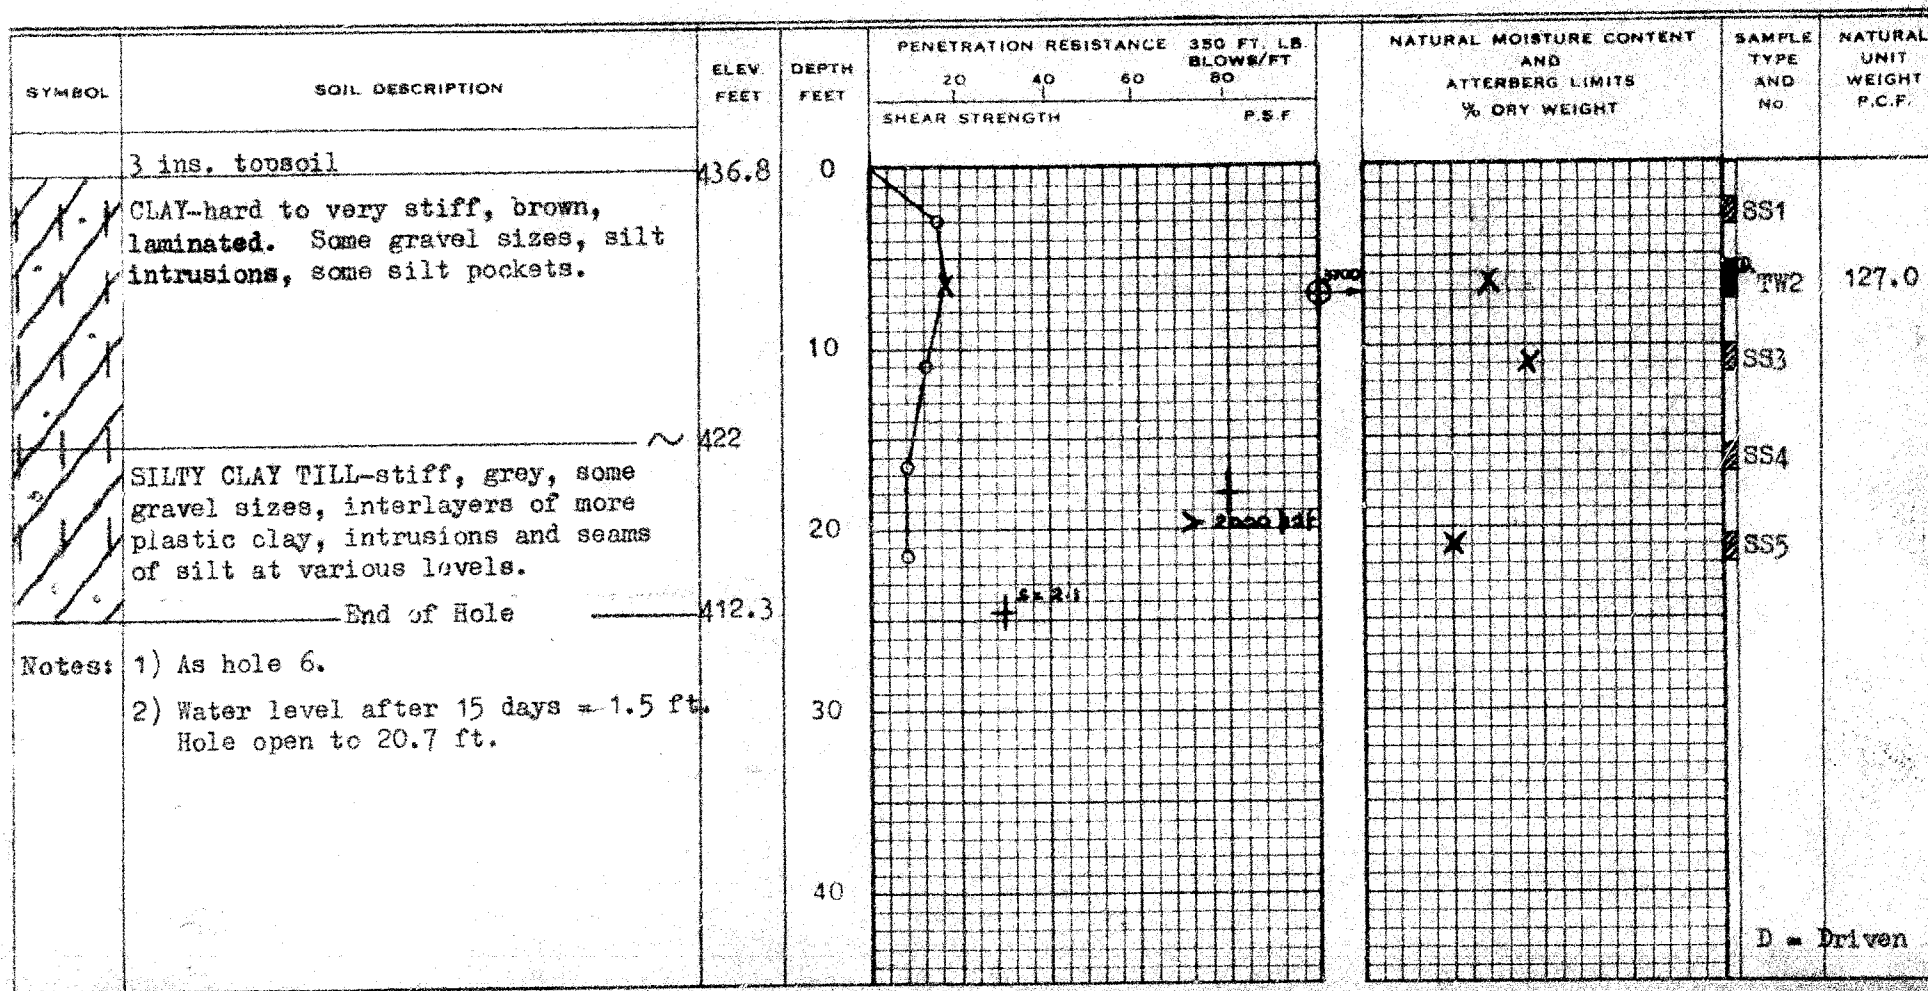 SYMBOL
SOIL DESCRIPTION
ELEV. FEET
DEPTH FEET
PENETRATION RESISTANCE 350 FT. LB.
BLOWS/FT
20 40 60 80
SHEAR STRENGTH P.S.F
NATURAL MOISTURE CONTENT
AND
ATTERBERG LIMITS
% DRY WEIGHT
SAMPLE
TYPE
AND
No
NATURAL
UNIT
WEIGHT
P.C.F.
3 ins. topsoil
436.8
0
CLAY-hard to very stiff, brown,
laminated. Some gravel sizes, silt
intrusions, some silt pockets.
SS1
D
TW2
127.0
10
SS3
~ 422
SILTY CLAY TILL-stiff, grey, some
gravel sizes, interlayers of more
plastic clay, intrusions and seams
of silt at various levels.
SS4
> 2000 psf
20
SS5
S = 2.1
End of Hole
412.3
Notes: 1) As hole 6.
2) Water level after 15 days = 1.5 ft.
Hole open to 20.7 ft.
30
40
D = Driven